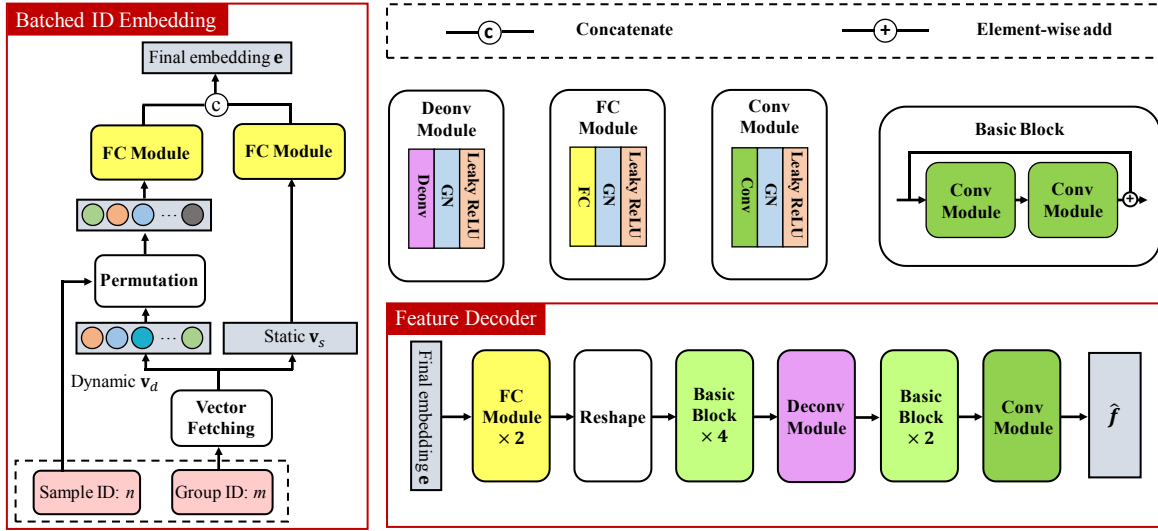 Batched ID Embedding
Final embedding e
c
FC Module
FC Module
...
Permutation
...
Static v_s
Dynamic v_d
Vector
Fetching
Sample ID: n
Group ID: m
c
Concatenate
+
Element-wise add
Deonv
Module
Deonv
GN
Leaky ReLU
FC
Module
FC
GN
Leaky ReLU
Conv
Module
Conv
GN
Leaky ReLU
Basic Block
Conv
Module
Conv
Module
+
Feature Decoder
Final embedding e
FC
Module
× 2
Reshape
Basic
Block
× 4
Deconv
Module
Basic
Block
× 2
Conv
Module
f̂